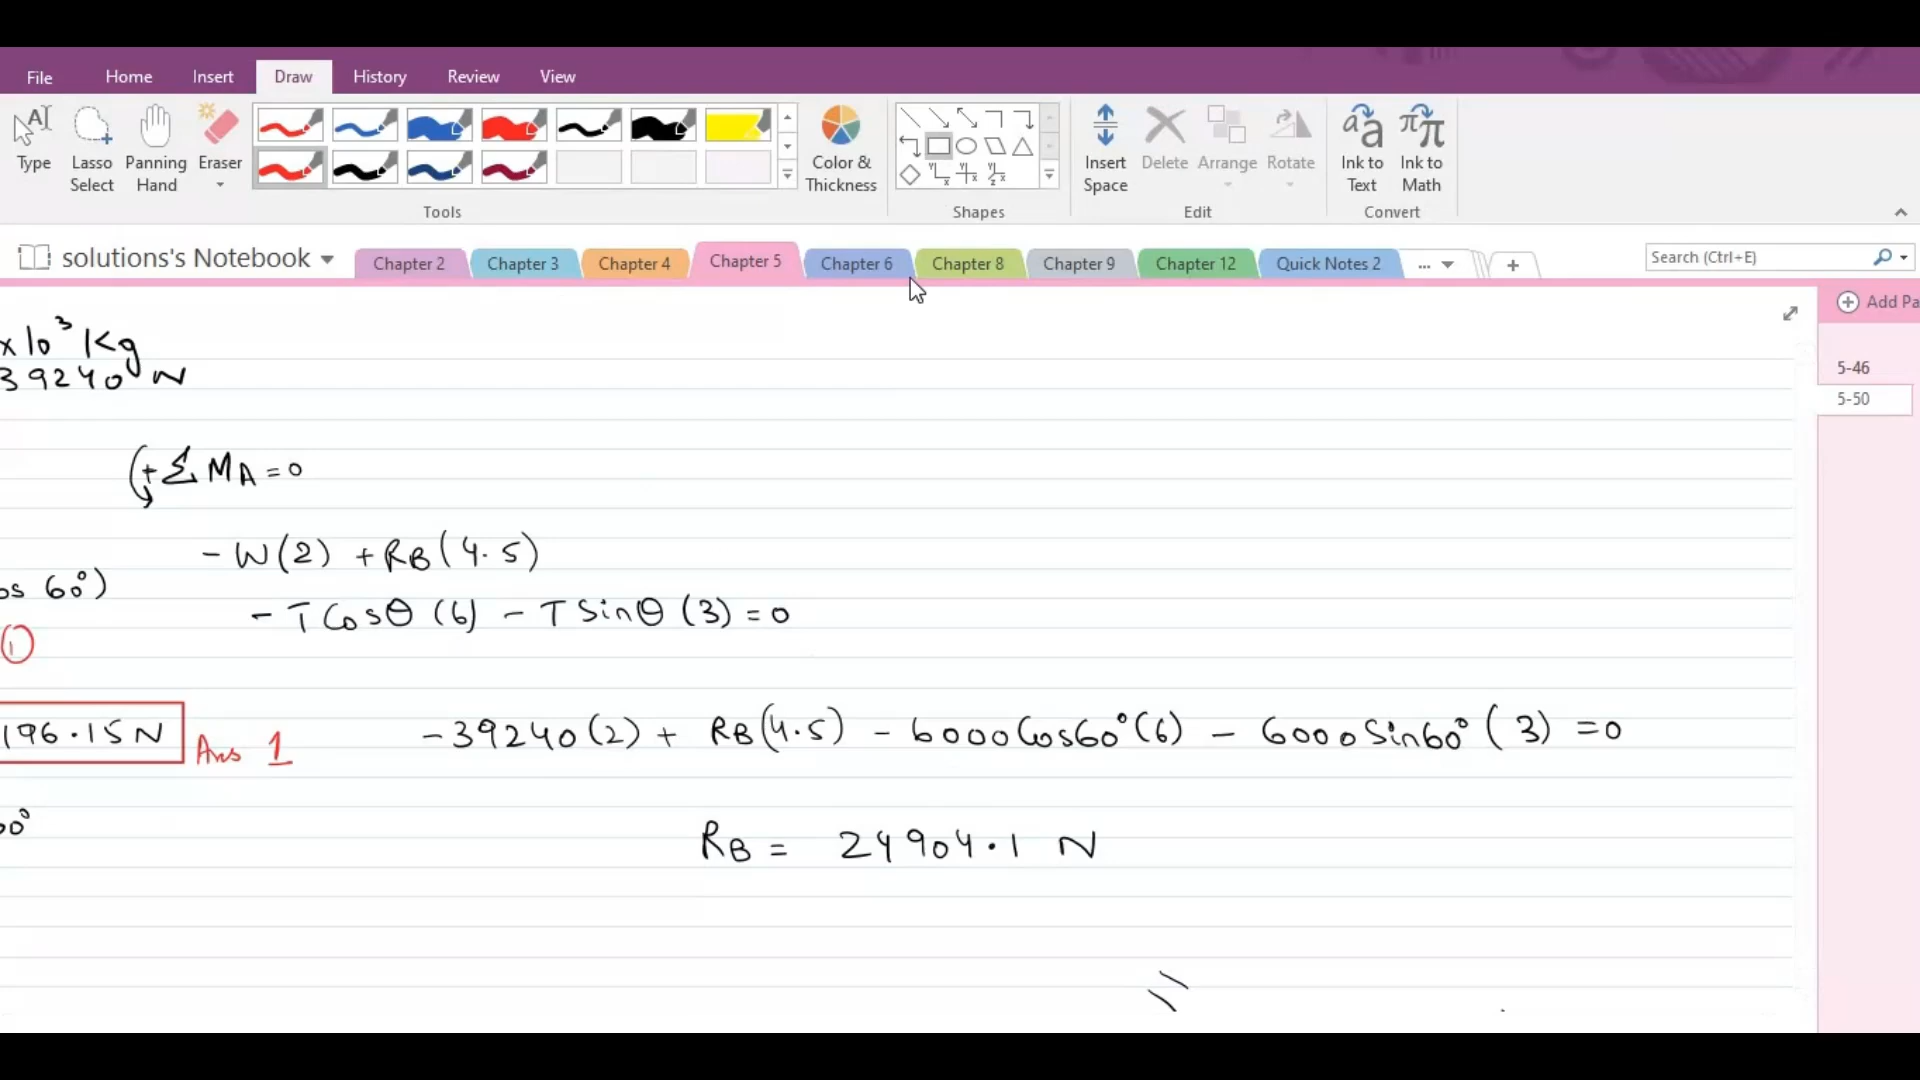 File Home Insert Draw History Review View
Type Lasso Select Panning Hand Eraser Color & Thickness Insert Space Delete Arrange Rotate Ink to Text Ink to Math
Tools Shapes Edit Convert
solutions's Notebook Chapter 2 Chapter 3 Chapter 4 Chapter 5 Chapter 6 Chapter 8 Chapter 9 Chapter 12 Quick Notes 2 ... + Search (Ctrl+E)
Add Pa
5-46
5-50
x10³ Kg
39240 N
(+ΣMA=0
-W(2) +RB(4.5)
os 60°)
-TCosθ(6) - TSinθ(3)=0
①
196.15N Ans 1
-39240(2)+ RB(4.5) - 6000Cos60°(6) - 6000Sin60°(3) =0
0°
RB = 24904.1 N